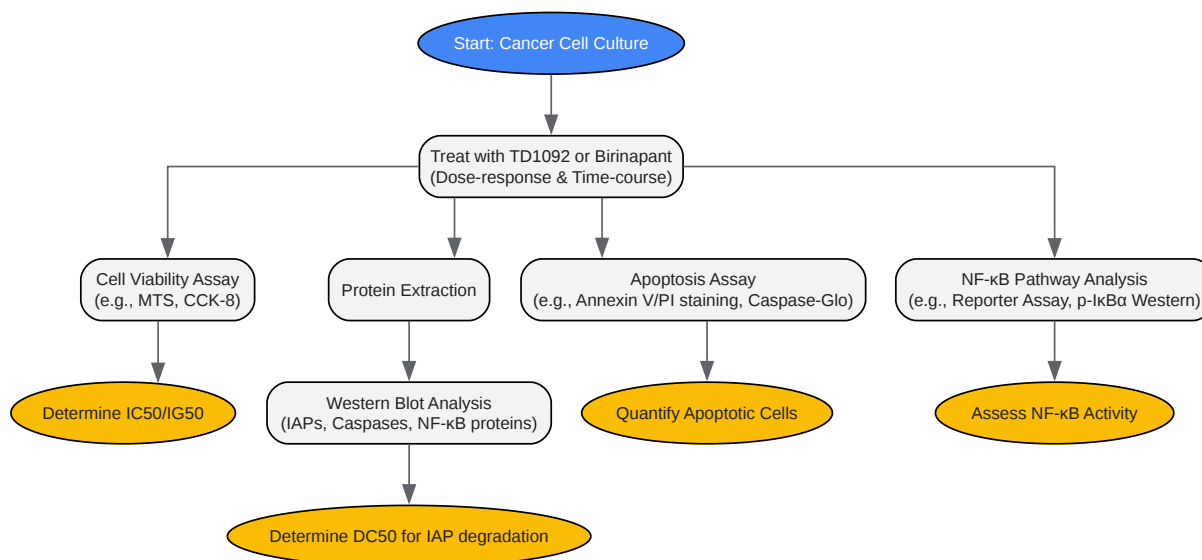 Start: Cancer Cell Culture
Treat with TD1092 or Birinapant
(Dose-response & Time-course)
Cell Viability Assay
(e.g., MTS, CCK-8)
Protein Extraction
Apoptosis Assay
(e.g., Annexin V/PI staining, Caspase-Glo)
NF-κB Pathway Analysis
(e.g., Reporter Assay, p-IκBα Western)
Determine IC50/IG50
Western Blot Analysis
(IAPs, Caspases, NF-κB proteins)
Quantify Apoptotic Cells
Assess NF-κB Activity
Determine DC50 for IAP degradation